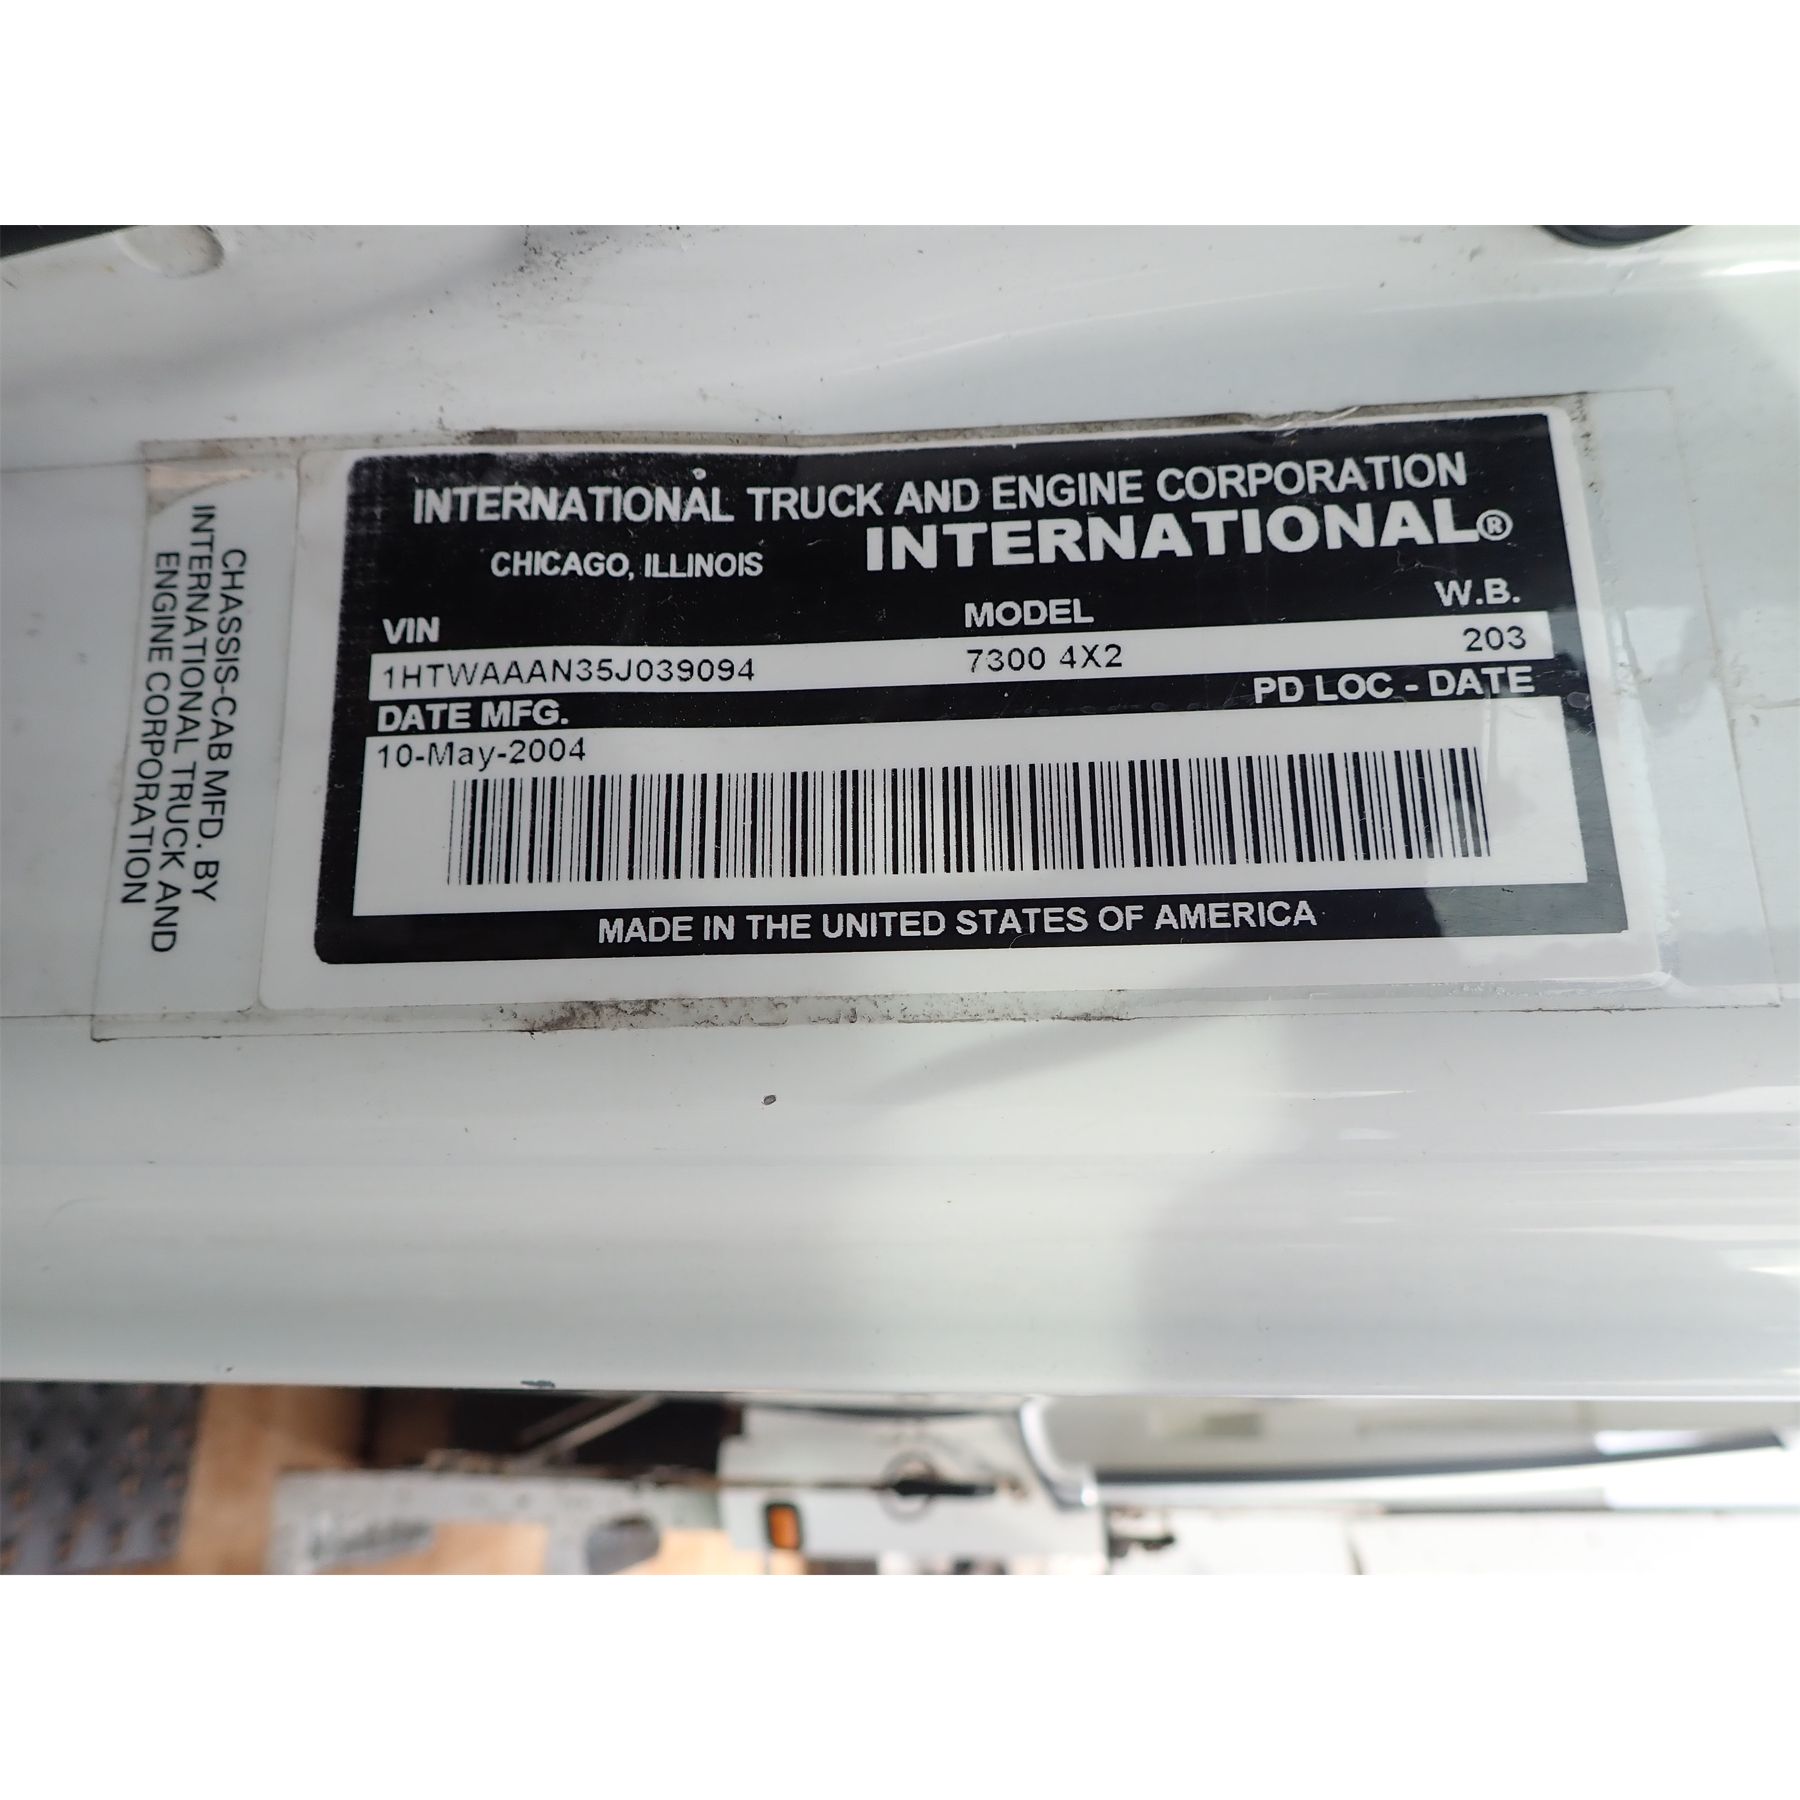 INTERNATIONAL TRUCK AND ENGINE CORPORATION
CHICAGO, ILLINOIS INTERNATIONAL®
VIN MODEL W.B.
1HTWAAAN35J039094 7300 4X2 203
DATE MFG. PD LOC - DATE
10-May-2004
MADE IN THE UNITED STATES OF AMERICA
CHASSIS-CAB MFD. BY
INTERNATIONAL TRUCK AND
ENGINE CORPORATION